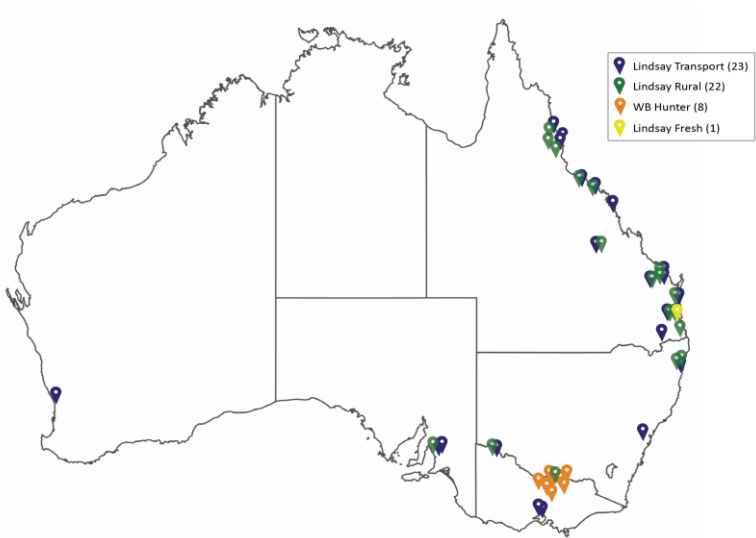 Lindsay Transport (23)
Lindsay Rural (22)
WB Hunter (8)
Lindsay Fresh (1)